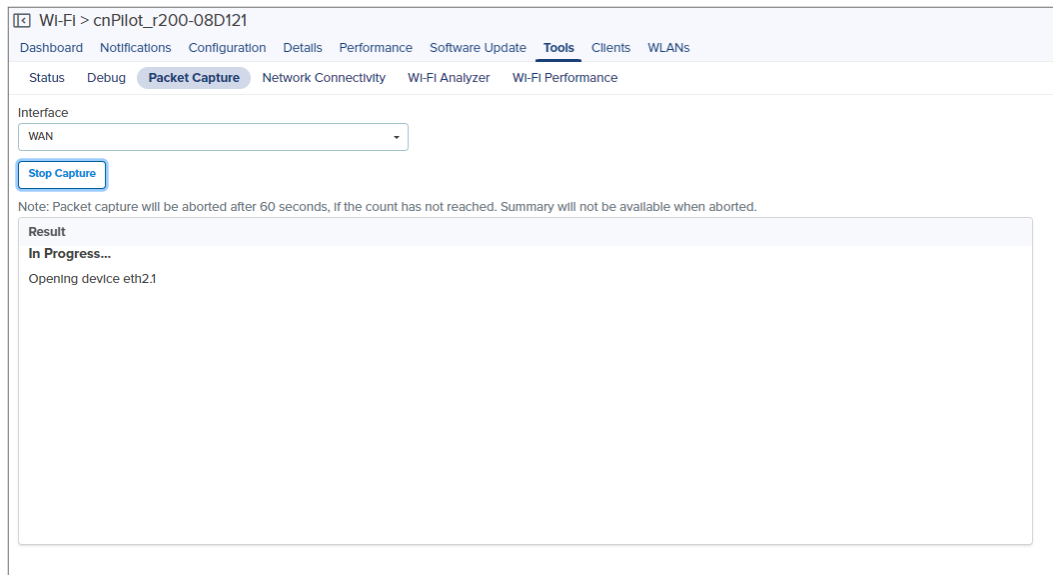 Wi-Fi > cnPilot_r200-08D121
Dashboard Notifications Configuration Details Performance Software Update Tools Clients WLANs
Status Debug Packet Capture Network Connectivity Wi-Fi Analyzer Wi-Fi Performance
Interface
WAN
Stop Capture
Note: Packet capture will be aborted after 60 seconds, if the count has not reached. Summary will not be available when aborted.
Result
In Progress...
Opening device eth2.1